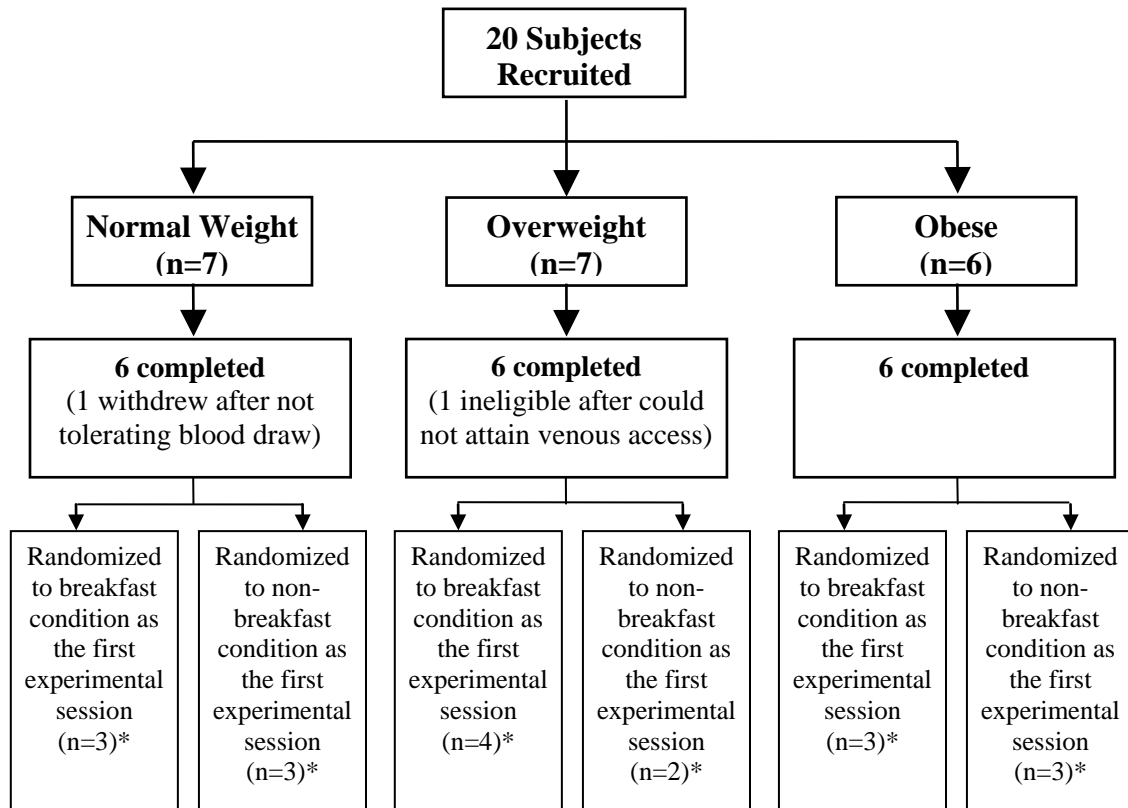 20 Subjects
Recruited
Normal Weight
(n=7)
Overweight
(n=7)
Obese
(n=6)
6 completed
(1 withdrew after not
tolerating blood draw)
6 completed
(1 ineligible after could
not attain venous access)
6 completed
Randomized
to breakfast
condition as
the first
experimental
session
(n=3)*
Randomized
to non-
breakfast
condition as
the first
experimental
session
(n=3)*
Randomized
to breakfast
condition as
the first
experimental
session
(n=4)*
Randomized
to non-
breakfast
condition as
the first
experimental
session
(n=2)*
Randomized
to breakfast
condition as
the first
experimental
session
(n=3)*
Randomized
to non-
breakfast
condition as
the first
experimental
session
(n=3)*